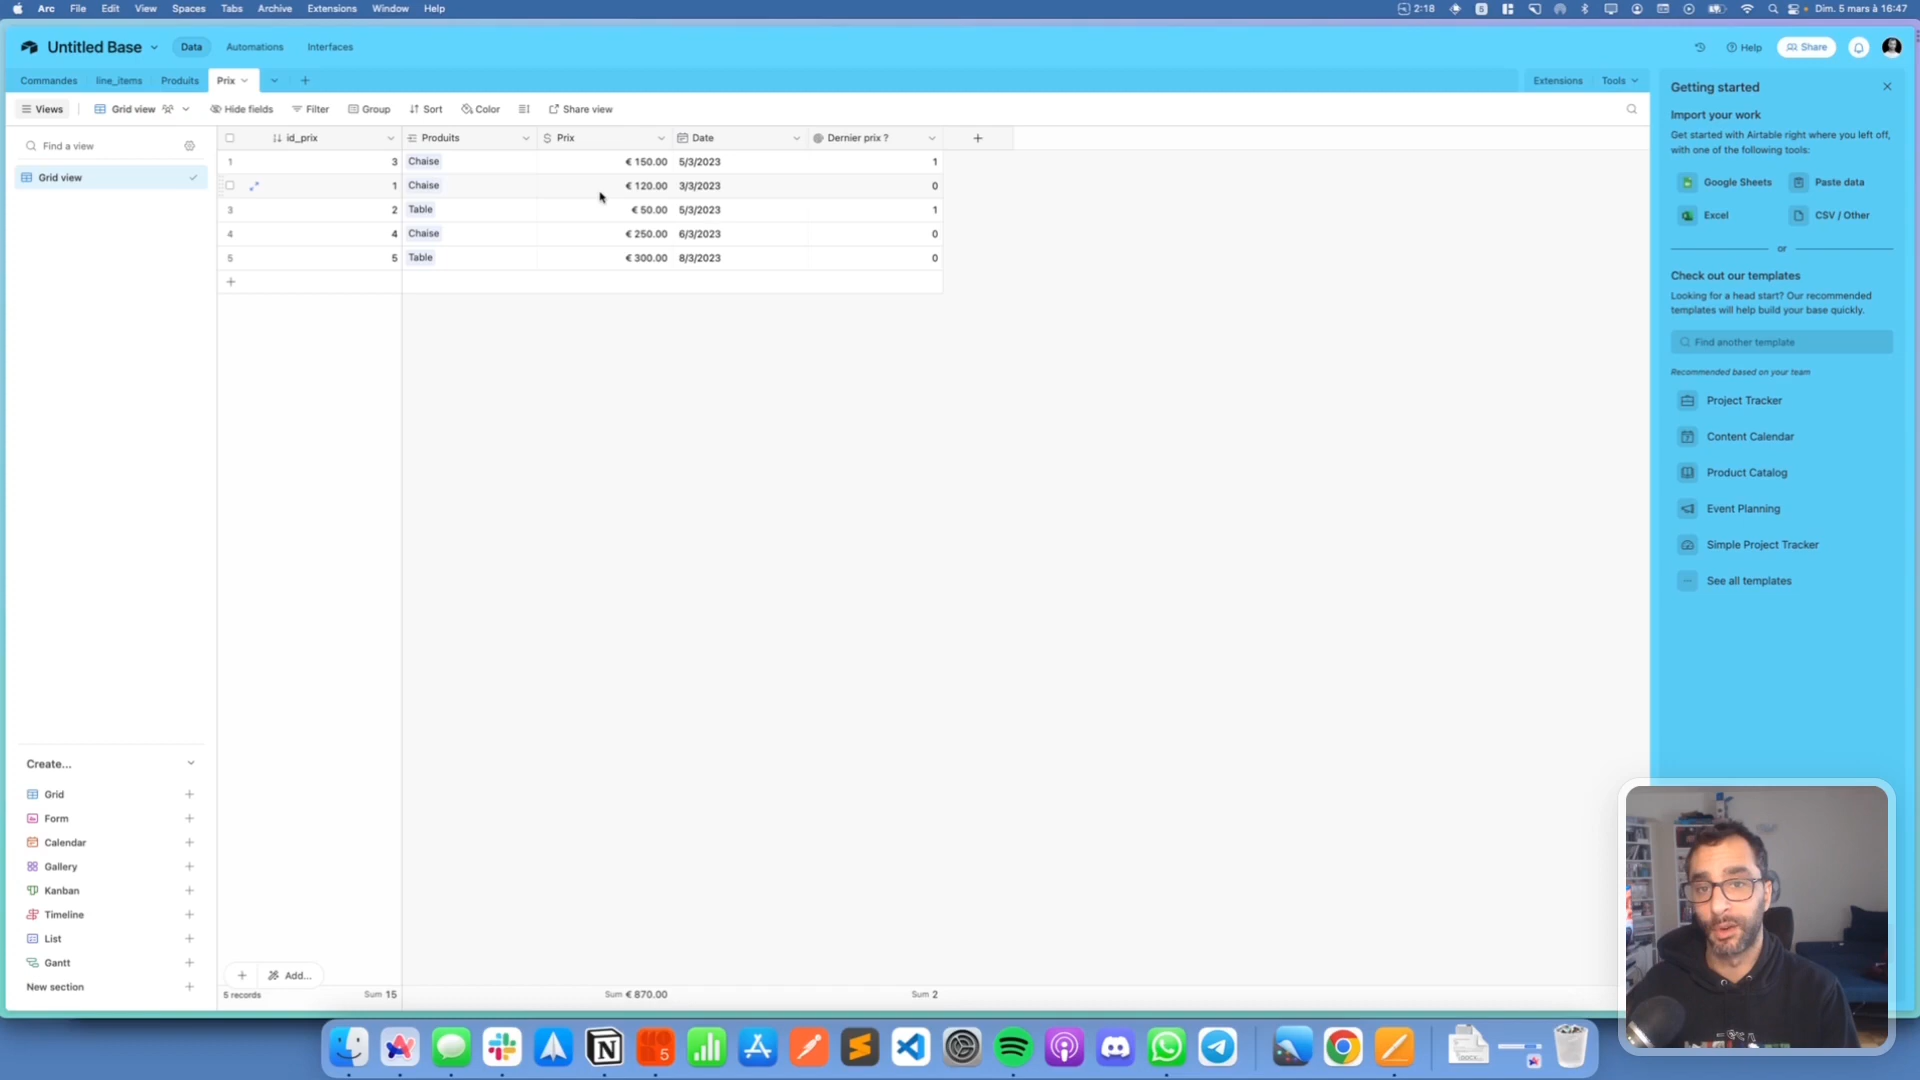 Arc File Edit View Spaces Tabs Archive Extensions Window Help
2:18 Dim. 5 mars à 16:47
Untitled Base Data Automations Interfaces
Help Share
Commandes line_items Produits Prix
Extensions Tools
Views Grid view Hide fields Filter Group Sort Color Share view
Find a view
Grid view
id_prix Produits Prix Date Dernier prix ?
1 3 Chaise € 150.00 5/3/2023 1
1 Chaise € 120.00 3/3/2023 0
3 2 Table € 50.00 5/3/2023 1
4 4 Chaise € 250.00 6/3/2023 0
5 5 Table € 300.00 8/3/2023 0
Create...
Grid
Form
Calendar
Gallery
Kanban
Timeline
List
Gantt
New section
Add...
5 records Sum 15 Sum € 870.00 Sum 2
Getting started
Import your work
Get started with Airtable right where you left off,
with one of the following tools:
Google Sheets Paste data
Excel CSV / Other
or
Check out our templates
Looking for a head start? Our recommended
templates will help build your base quickly.
Find another template
Recommended based on your team
Project Tracker
Content Calendar
Product Catalog
Event Planning
Simple Project Tracker
See all templates
5
DOCX